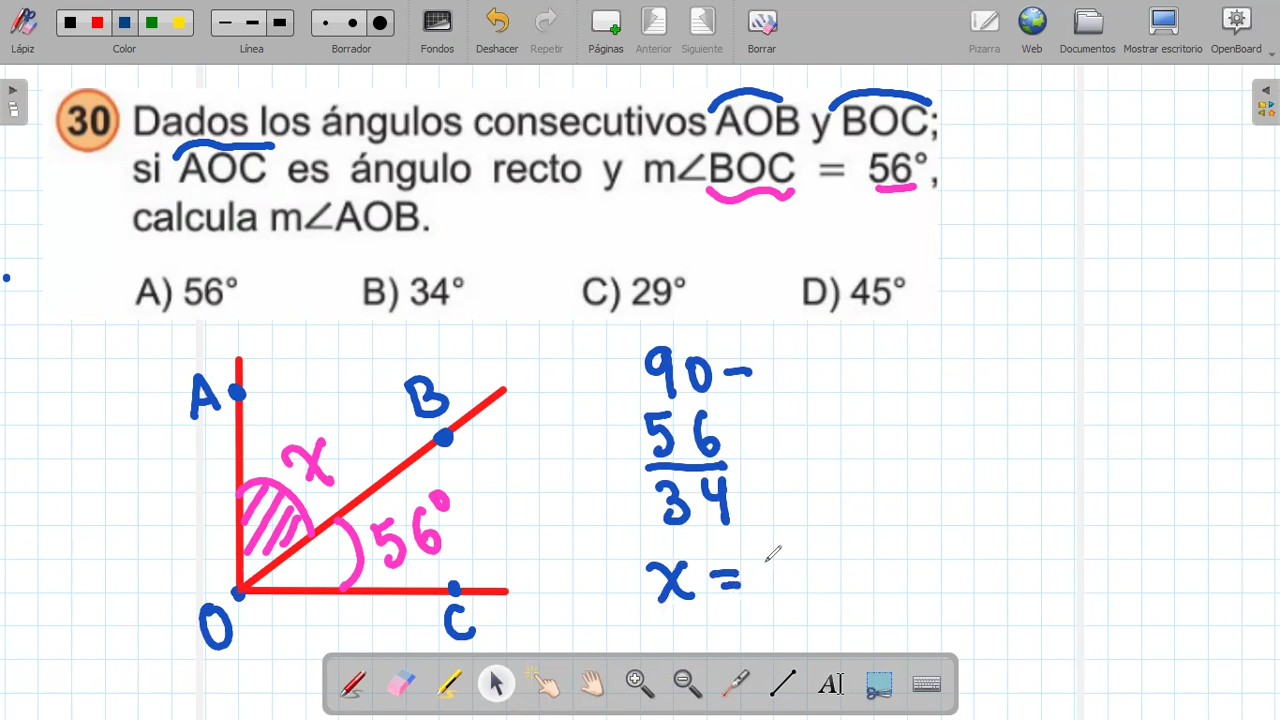 Lápiz
Color
Línea
Borrador
Fondos
Deshacer
Repetir
Páginas
Anterior
Siguiente
Borrar
Pizarra
Web
Documentos
Mostrar escritorio
OpenBoard
30 Dados los ángulos consecutivos AOB y BOC;
si AOC es ángulo recto y m∠BOC = 56°,
calcula m∠AOB.
A) 56° B) 34° C) 29° D) 45°
A
B
x
56°
O
C
90 -
56
34
x =
AI